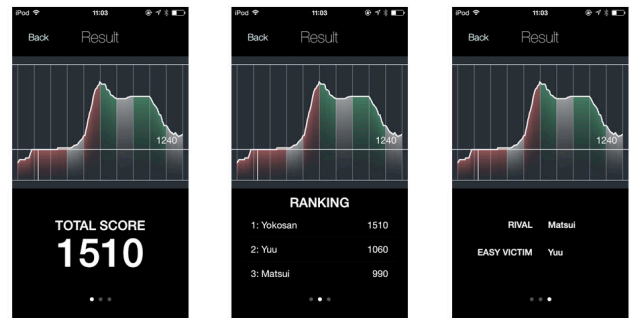 iPod 11:03
Back Result
1240
TOTAL SCORE
1510
iPod 11:03
Back Result
1240
RANKING
1: Yokosan 1510
2: Yuu 1060
3: Matsui 990
iPod 11:03
Back Result
1240
RIVAL Matsui
EASY VICTIM Yuu